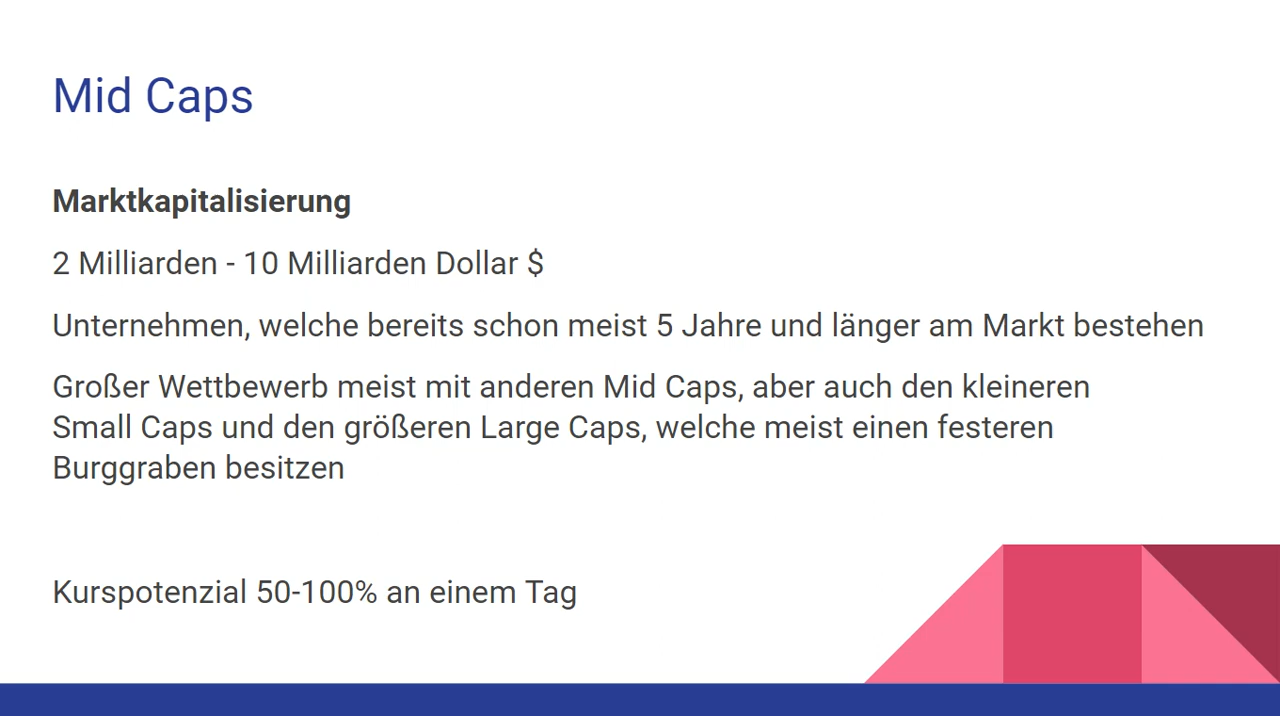 Mid Caps
Marktkapitalisierung
2 Milliarden - 10 Milliarden Dollar $
Unternehmen, welche bereits schon meist 5 Jahre und länger am Markt bestehen
Großer Wettbewerb meist mit anderen Mid Caps, aber auch den kleineren
Small Caps und den größeren Large Caps, welche meist einen festeren
Burggraben besitzen
Kurspotenzial 50-100% an einem Tag